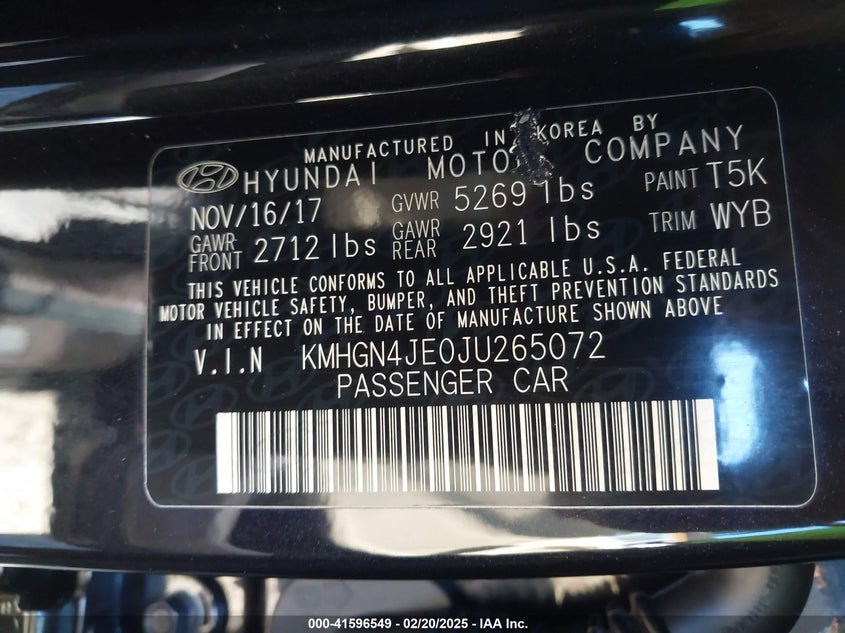 MANUFACTURED IN KOREA BY
HYUNDAI MOTOR COMPANY
NOV/16/17 GVWR 5269 lbs PAINT T5K
GAWR FRONT 2712 lbs GAWR REAR 2921 lbs TRIM WYB
THIS VEHICLE CONFORMS TO ALL APPLICABLE U.S.A. FEDERAL
MOTOR VEHICLE SAFETY, BUMPER, AND THEFT PREVENTION STANDARDS
IN EFFECT ON THE DATE OF MANUFACTURE SHOWN ABOVE
V.I.N KMHGN4JE0JU265072
PASSENGER CAR
000-41596549 - 02/20/2025 - IAA Inc.